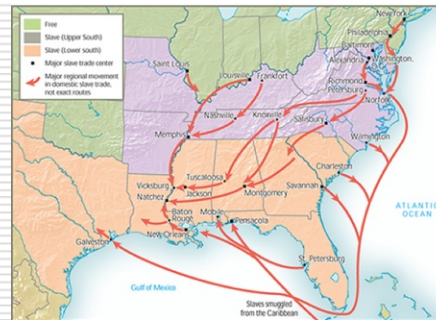 Free
Slave (Upper South)
Slave (Lower south)
Major slave trade center
Major regional movement
in domestic slave trade,
not exact routes
New York
Philadelphia
Baltimore
Alexandria
Washington,
Saint Louis
Louisville
Frankfort
Richmond
Petersburg
Norfolk
Nashville
Knoxville
Salisbury
Memphis
Wilmington
Charleston
Tuscaloosa
Vicksburg
Jackson
Montgomery
Savannah
Natchez
ATLANTIC
OCEAN
Baton
Rouge
Mobile
Pensacola
New Orleans
Galveston
St. Petersburg
Gulf of Mexico
Slaves smuggled
from the Caribbean